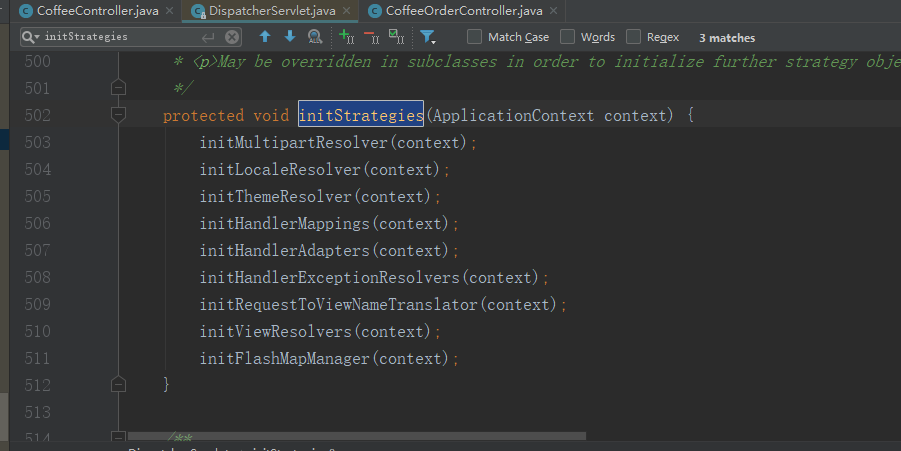 CoffeeController.java × DispatcherServlet.java × CoffeeOrderController.java ×
initStrategies Match Case Words Regex 3 matches
500 * <p>May be overridden in subclasses in order to initialize further strategy obje
501 */
502 protected void initStrategies(ApplicationContext context) {
503 initMultipartResolver(context);
504 initLocaleResolver(context);
505 initThemeResolver(context);
506 initHandlerMappings(context);
507 initHandlerAdapters(context);
508 initHandlerExceptionResolvers(context);
509 initRequestToViewNameTranslator(context);
510 initViewResolvers(context);
511 initFlashMapManager(context);
512 }
513
514 /**